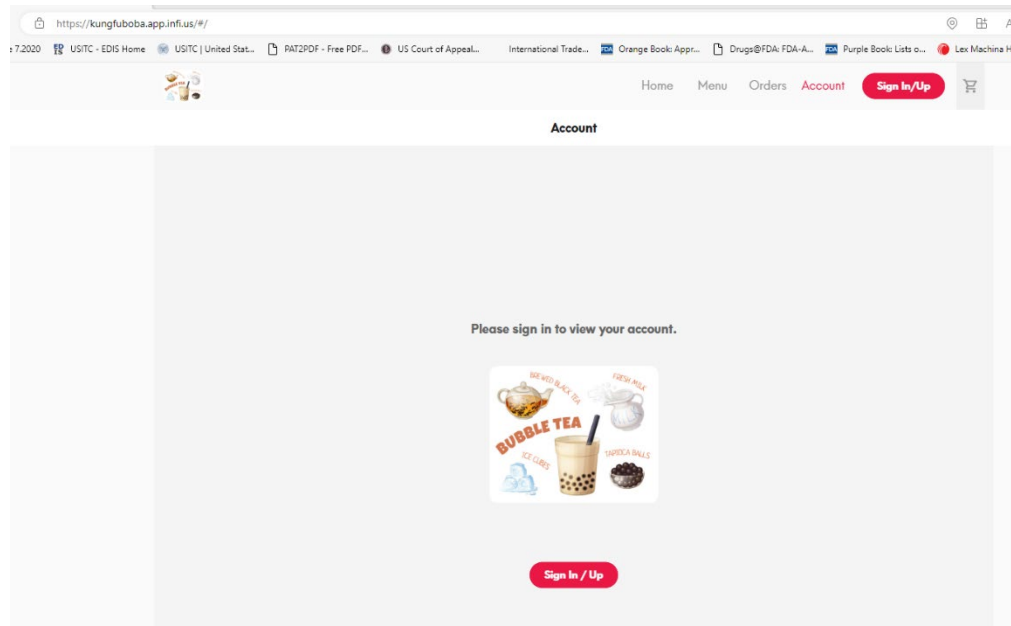 https://kungfuboba.app.infi.us/#/
7.2020 USITC - EDIS Home USITC | United Stat... PAT2PDF - Free PDF... US Court of Appeal... International Trade... Orange Book: Appr... Drugs@FDA: FDA-A... Purple Book: Lists o... Lex Machina H
Home Menu Orders Account Sign In/Up
Account
Please sign in to view your account.
BREWED BLACK TEA
FRESH MILK
BUBBLE TEA
ICE CUBES
TAPIOCA BALLS
Sign In / Up